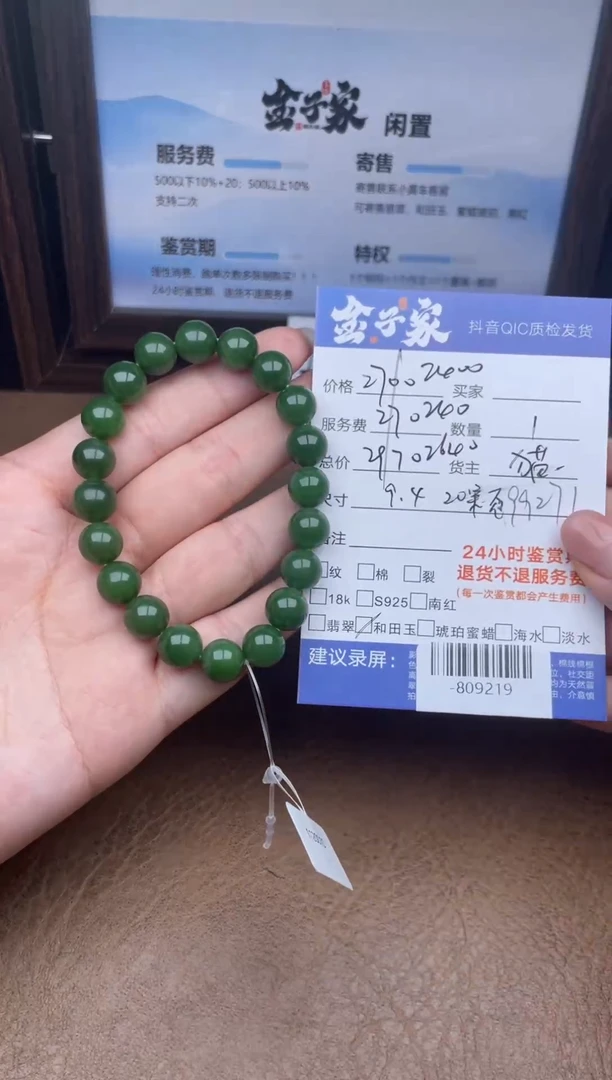 金子家 闲置
服务费
500以下10%+20; 500以上10%
支持二次
寄售
鉴赏期
24小时鉴赏期,退货不退服务费
特权
金子家 抖音QIC质检发货
价格 2700 2400 买家
服务费 270 240 数量 1
总价 2970 2640 货主 猫
尺寸 9.4 20
备注
24小时鉴赏期
退货不退服务费
(每一次鉴赏都会产生费用)
纹 棉 裂
18k S925 南红
翡翠 和田玉 琥珀蜜蜡 海水 淡水
建议录屏:
-809219